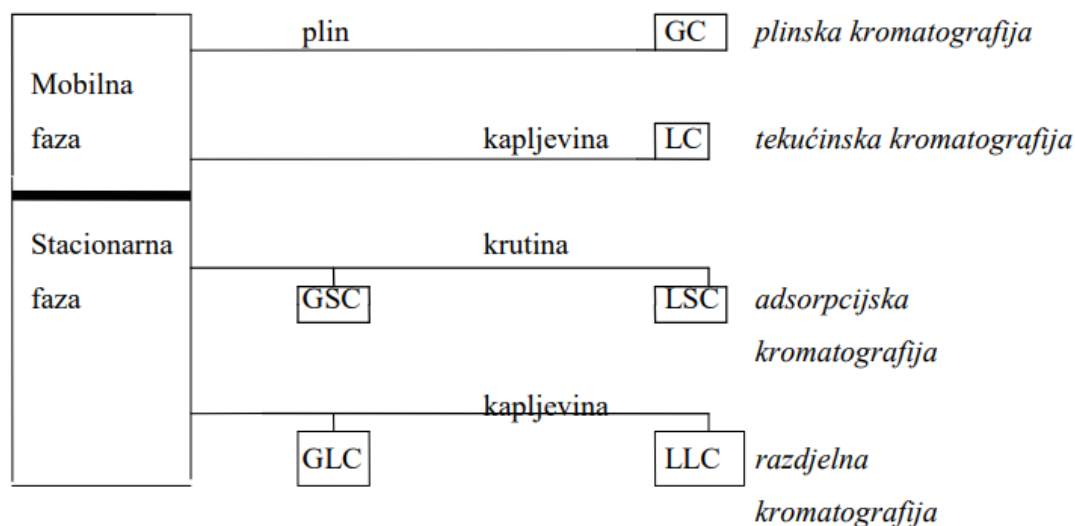 plin GC plinska kromatografija
Mobilna
faza kapljevina LC tekućinska kromatografija
Stacionarna krutina
faza GSC LSC adsorpcijska
kromatografija
kapljevina
GLC LLC razdjelna
kromatografija